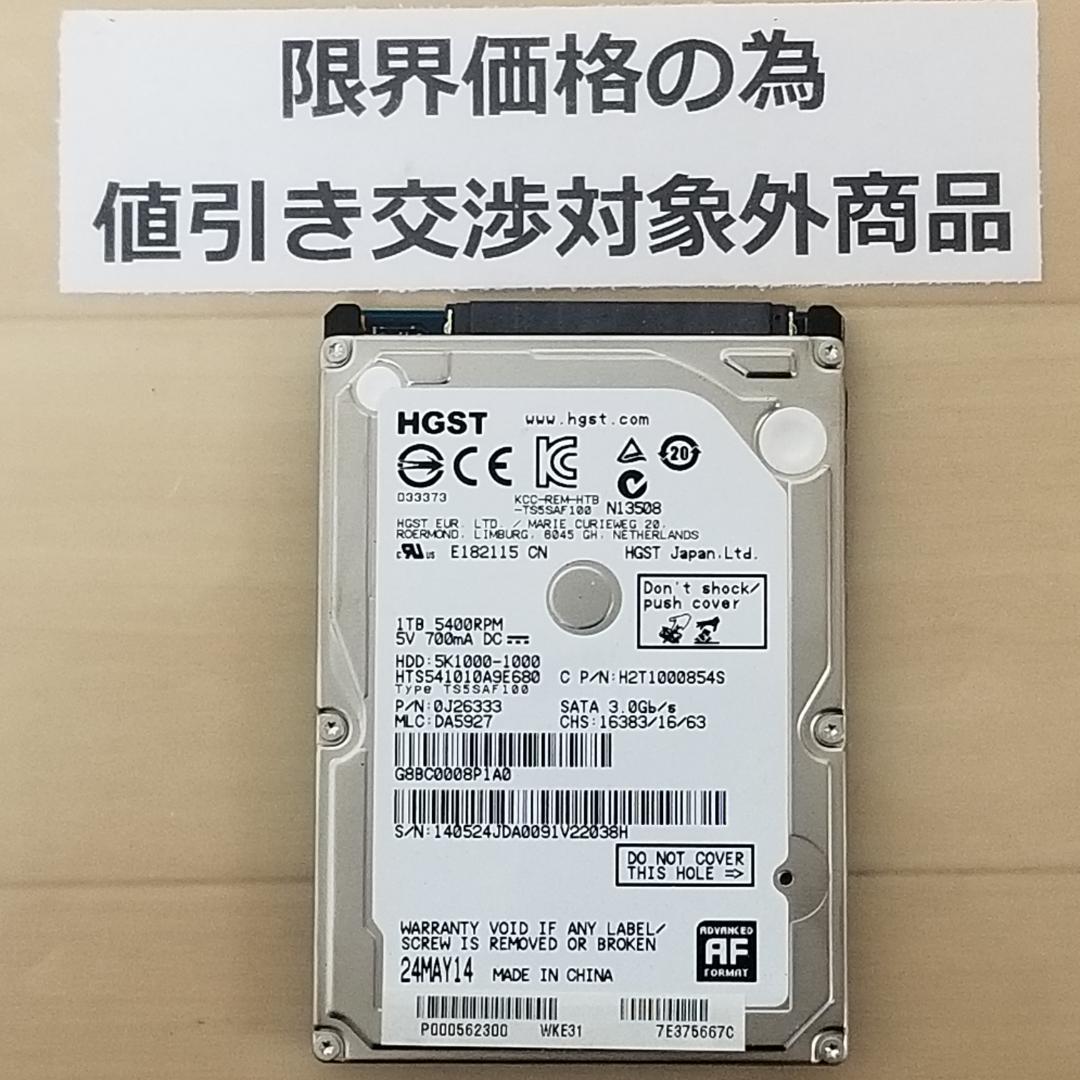 限界価格の為
値引き交渉対象外商品
HGST www.hgst.com
CE 20
D33373
KCC-REM-HTB
-TS5SAF100 N13508
HGST EUR. LTD. / MARIE CURIEWEG 20,
ROERMOND, LIMBURG, 6045 GH, NETHERLANDS
E182115 CN HGST Japan,Ltd.
Don't shock/
push cover
1TB 5400RPM
5V 700mA DC
HDD:5K1000-1000
HTS541010A9E680 C P/N:H2T1000854S
Type TS5SAF100
P/N:0J26333 SATA 3.0Gb/s
MLC:DA5927 CHS:16383/16/63
G8BC0008P1A0
S/N:140524JDA0091V22038H
DO NOT COVER
THIS HOLE =>
WARRANTY VOID IF ANY LABEL/
SCREW IS REMOVED OR BROKEN
24MAY14 MADE IN CHINA
ADVANCED
AF
FORMAT
P000562300 WKE31 7E375667C